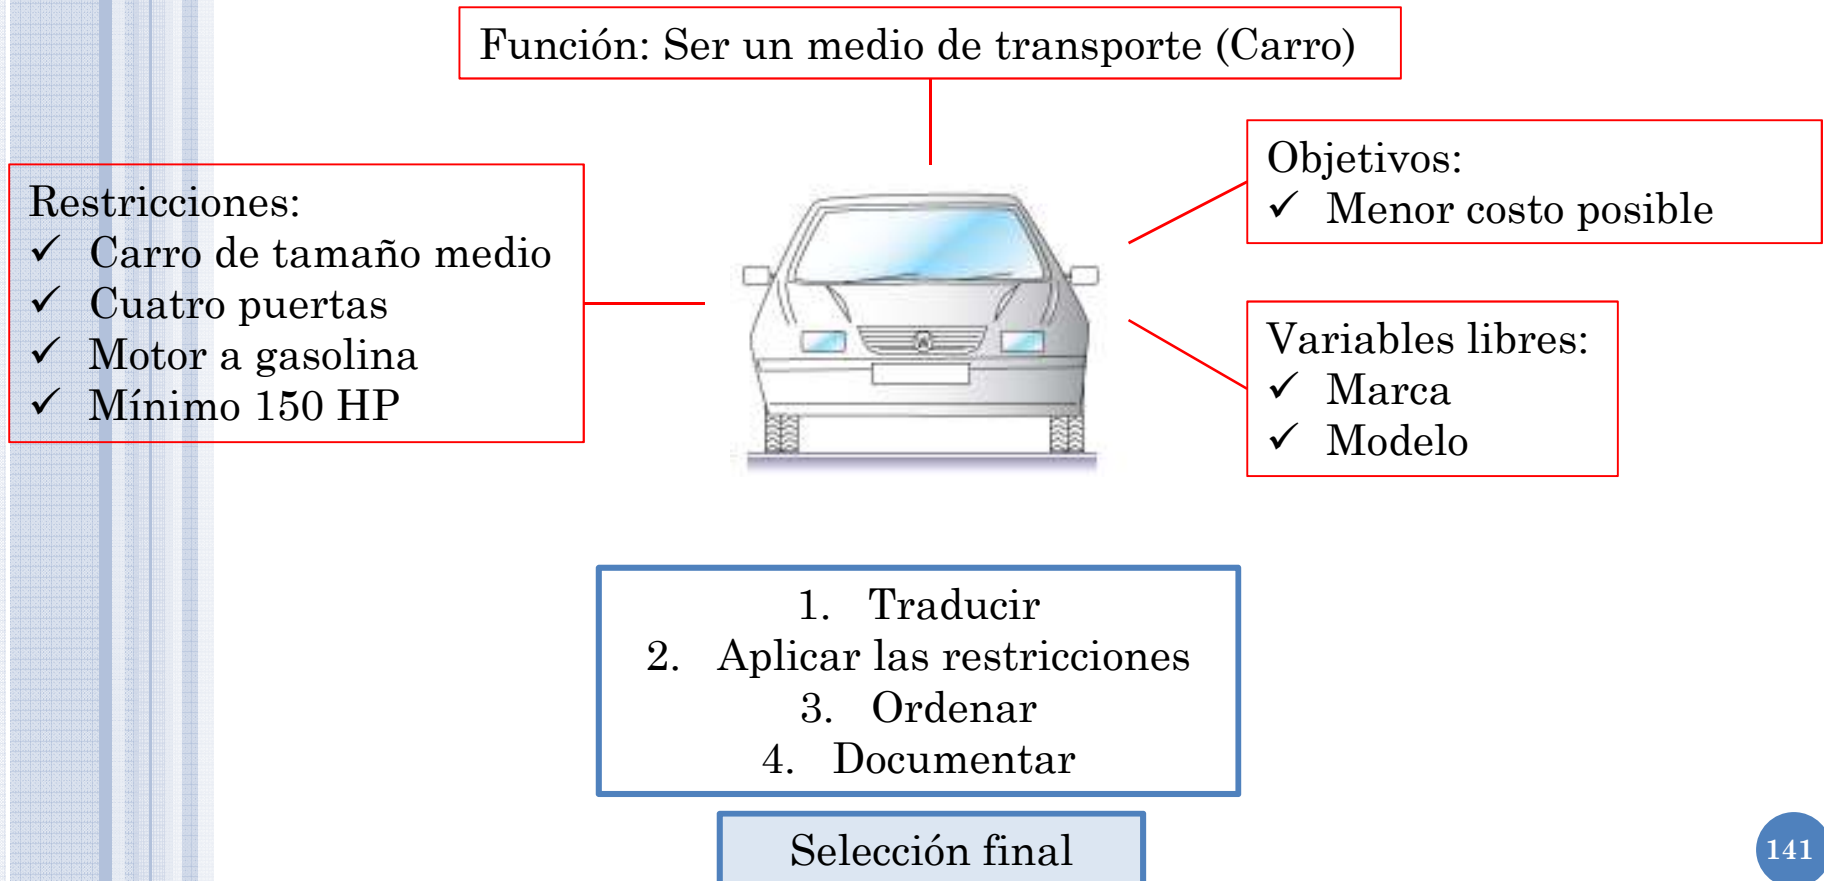 Función: Ser un medio de transporte (Carro)
Restricciones:
✓ Carro de tamaño medio
✓ Cuatro puertas
✓ Motor a gasolina
✓ Mínimo 150 HP
Objetivos:
✓ Menor costo posible
Variables libres:
✓ Marca
✓ Modelo
1. Traducir
2. Aplicar las restricciones
3. Ordenar
4. Documentar
Selección final
141